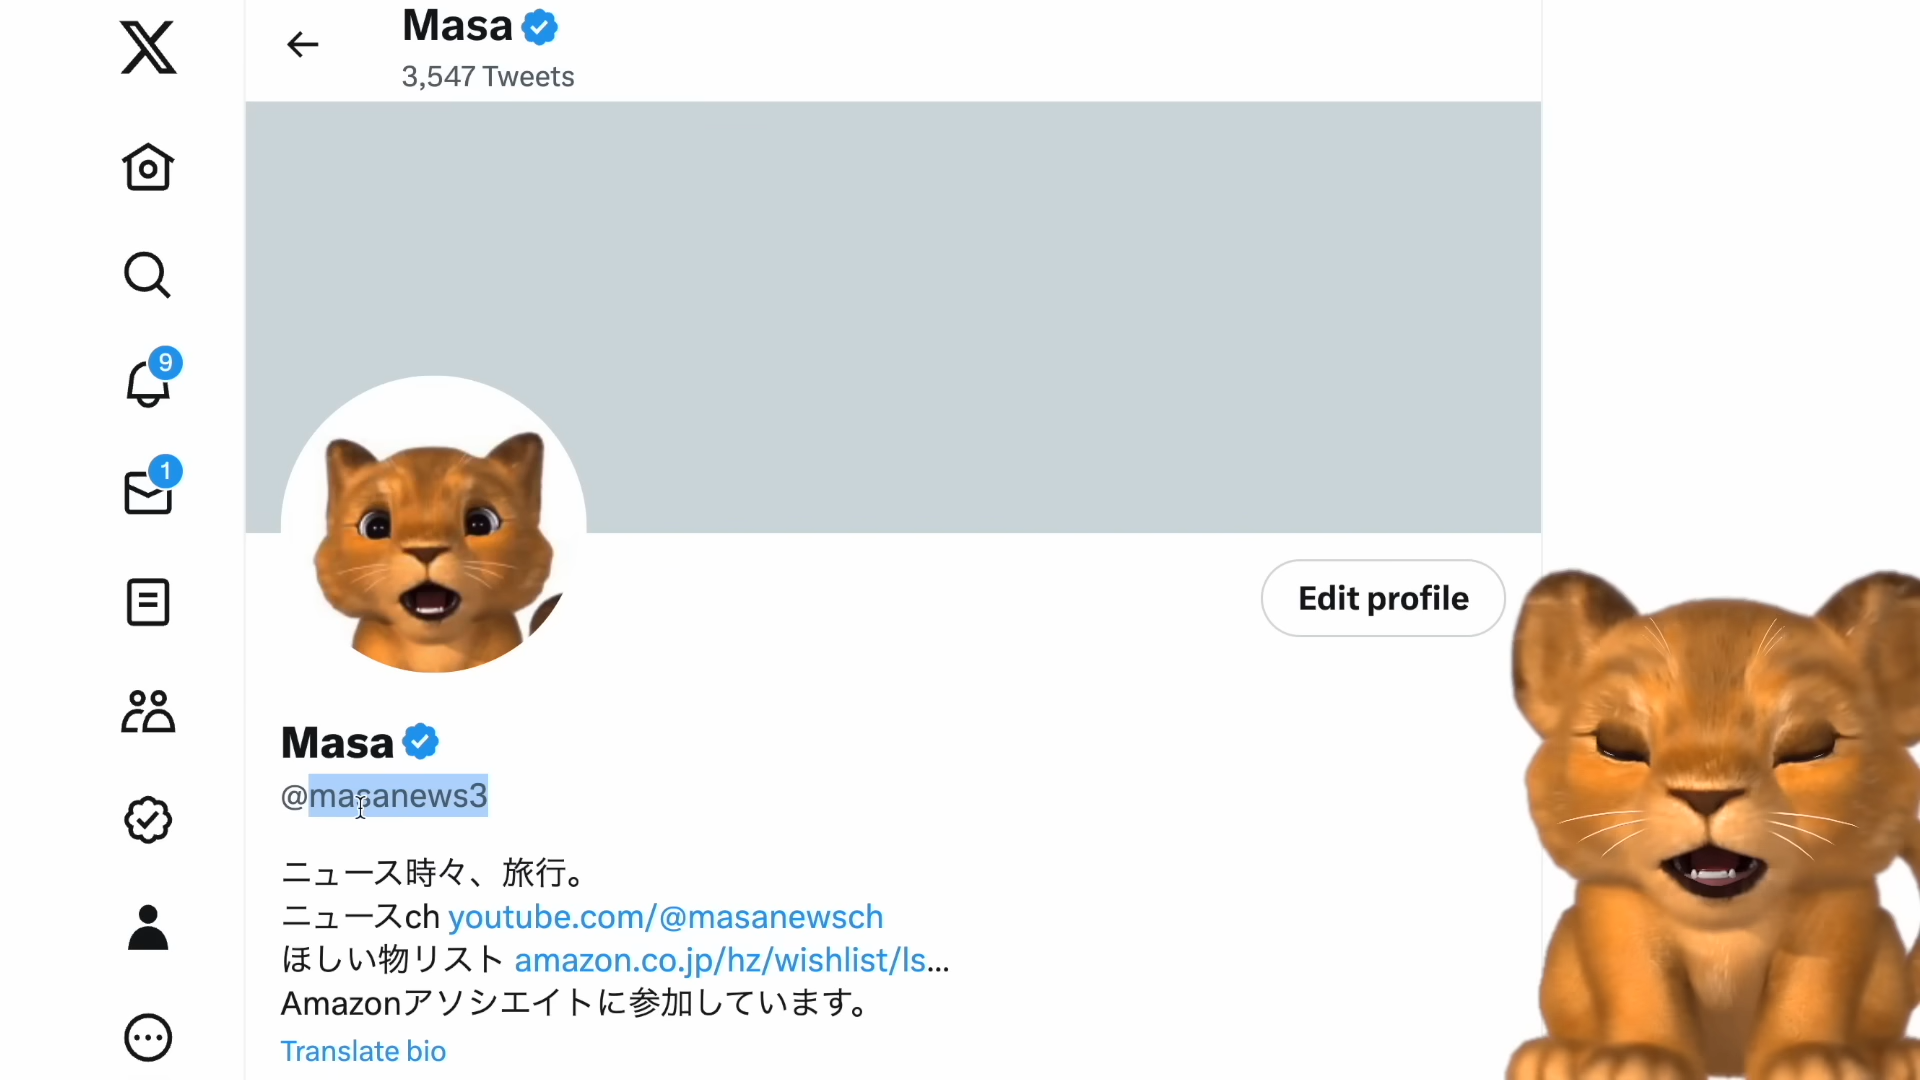 Masa
3,547 Tweets
9
1
Edit profile
Masa
@masanews3
ニュース時々、旅行。
ニュースch youtube.com/@masanewsch
ほしい物リスト amazon.co.jp/hz/wishlist/ls...
Amazonアソシエイトに参加しています。
Translate bio